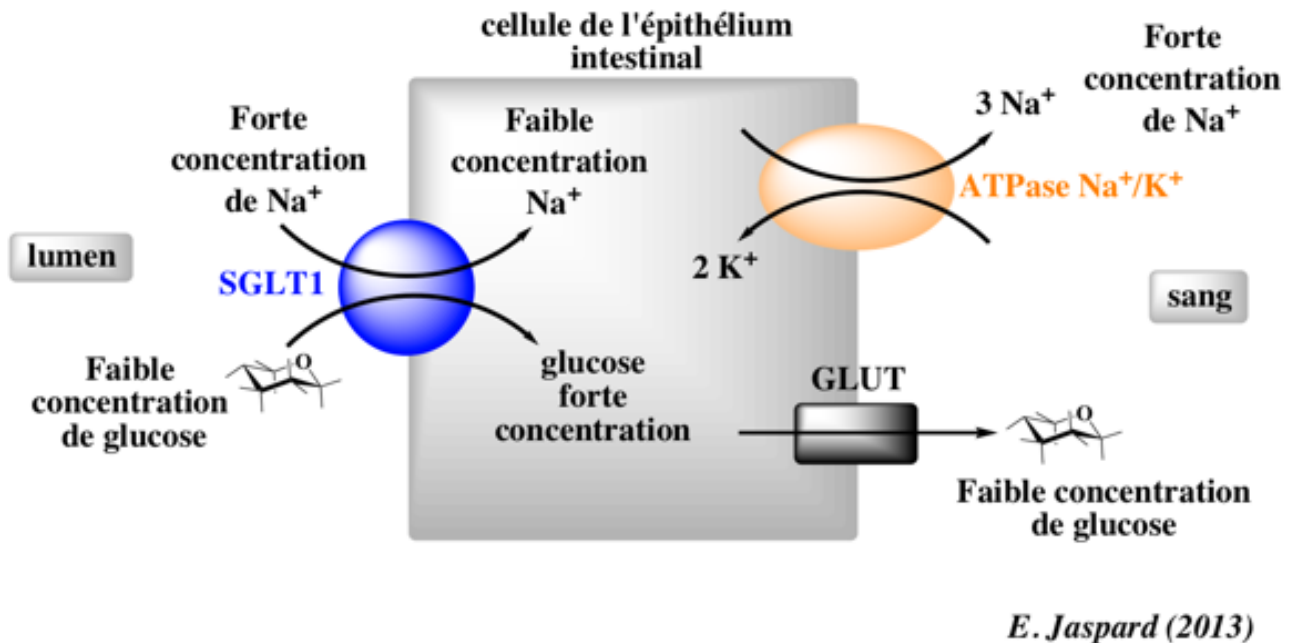 cellule de l'épithélium
intestinal
Forte
concentration
de Na⁺
Faible
concentration
Na⁺
3 Na⁺
Forte
concentration
de Na⁺
ATPase Na⁺/K⁺
2 K⁺
lumen
SGLT1
sang
Faible
concentration
de glucose
O
glucose
forte
concentration
GLUT
O
Faible concentration
de glucose
E. Jaspard (2013)